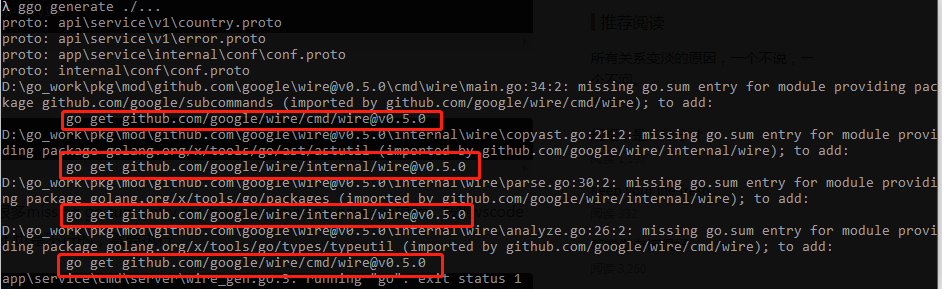 λ ggo generate ./...
proto: api\service\v1\country.proto
proto: api\service\v1\error.proto
proto: app\service\internal\conf\conf.proto
proto: internal\conf\conf.proto
D:\go_work\pkg\mod\github.com\google\wire@v0.5.0\cmd\wire\main.go:34:2: missing go.sum entry for module providing pac
kage github.com/google/subcommands (imported by github.com/google/wire/cmd/wire); to add:
go get github.com/google/wire/cmd/wire@v0.5.0
D:\go_work\pkg\mod\github.com\google\wire@v0.5.0\internal\wire\copyast.go:21:2: missing go.sum entry for module provi
ding package golang.org/x/tools/go/ast/astutil (imported by github.com/google/wire/internal/wire); to add:
go get github.com/google/wire/internal/wire@v0.5.0
D:\go_work\pkg\mod\github.com\google\wire@v0.5.0\internal\wire\parse.go:30:2: missing go.sum entry for module providi
ng package golang.org/x/tools/go/packages (imported by github.com/google/wire/internal/wire); to add:
go get github.com/google/wire/internal/wire@v0.5.0
D:\go_work\pkg\mod\github.com\google\wire@v0.5.0\internal\wire\analyze.go:26:2: missing go.sum entry for module provi
ding package golang.org/x/tools/go/types/typeutil (imported by github.com/google/wire/cmd/wire); to add:
go get github.com/google/wire/cmd/wire@v0.5.0
app\service\cmd\server\wire_gen.go:3: running "go": exit status 1
推荐阅读
所有关系变淡的原因，一个不说，一
vscode